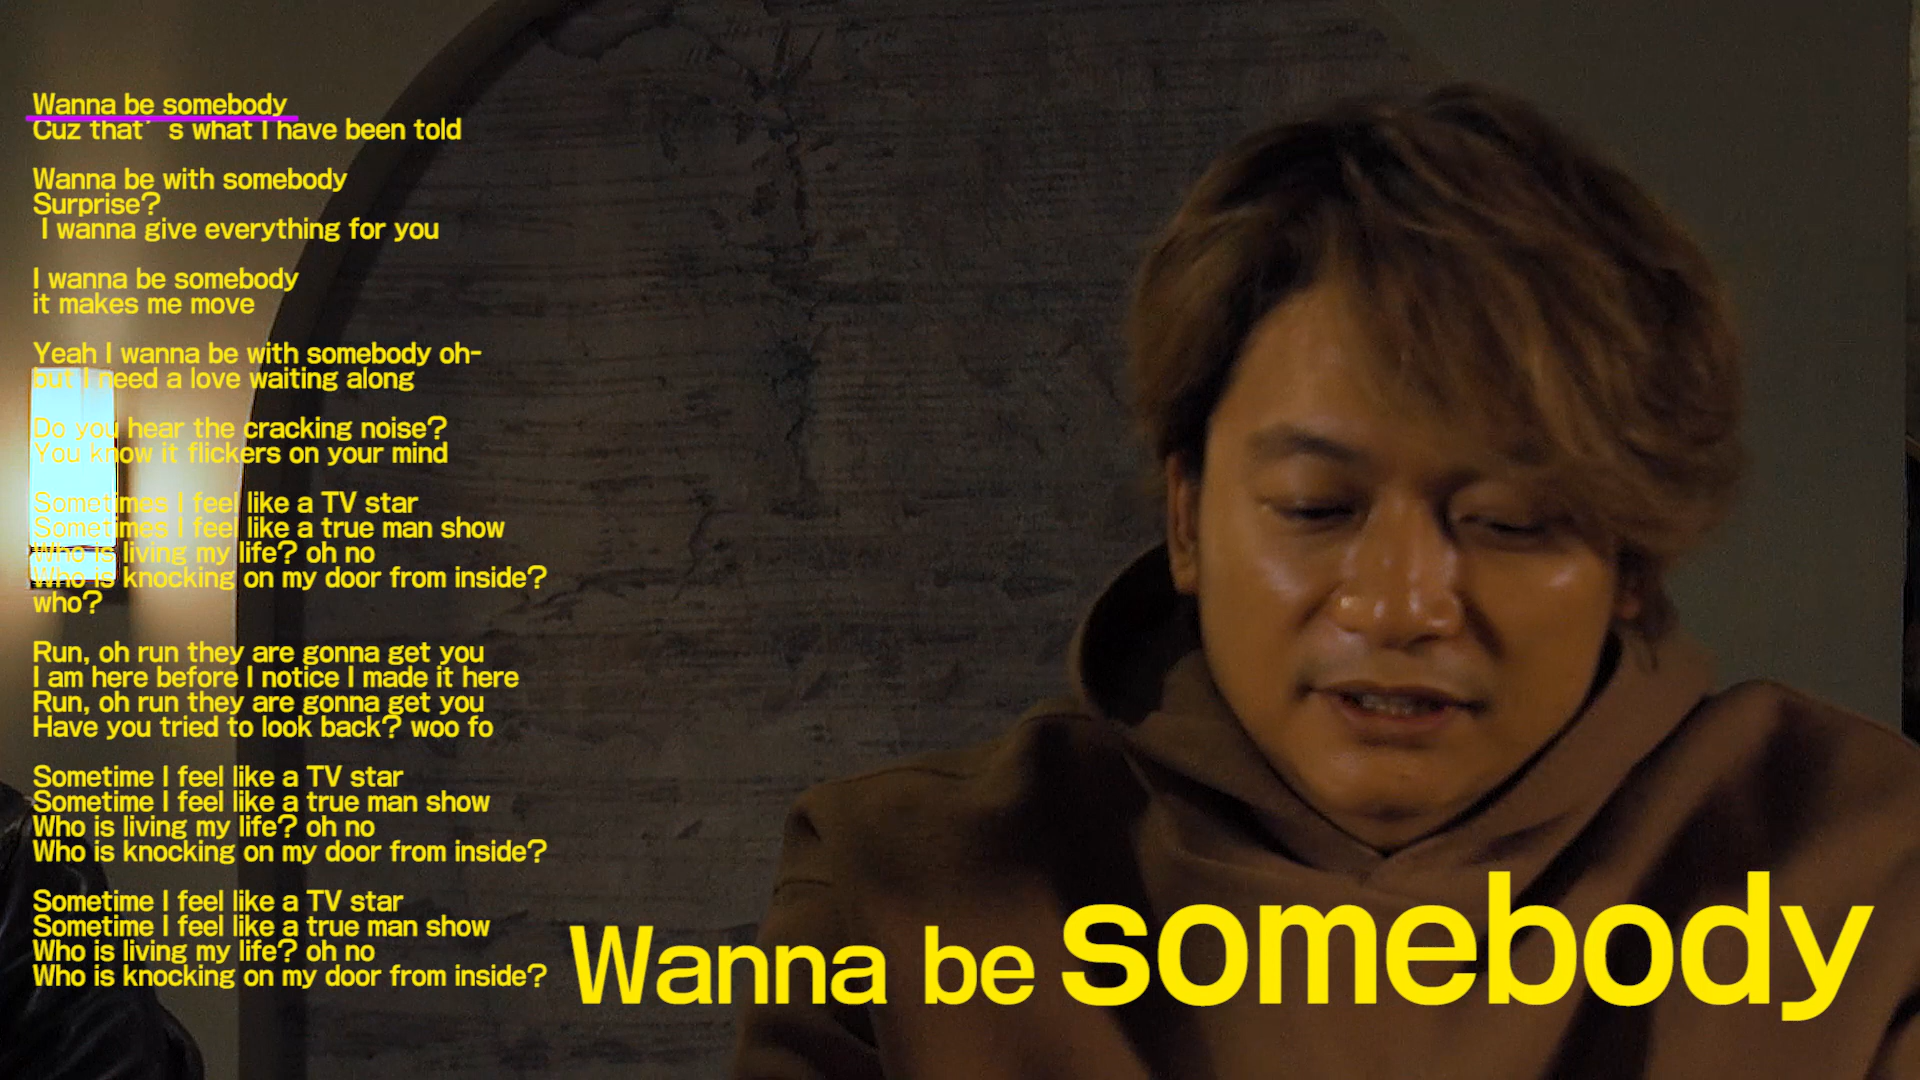 Wanna be somebody
Cuz that’s what I have been told
Wanna be with somebody
Surprise?
I wanna give everything for you
I wanna be somebody
it makes me move
Yeah I wanna be with somebody oh-
but I need a love waiting along
Do you hear the cracking noise?
You know it flickers on your mind
Sometimes I feel like a TV star
Sometimes I feel like a true man show
Who is living my life? oh no
Who is knocking on my door from inside?
who?
Run, oh run they are gonna get you
I am here before I notice I made it here
Run, oh run they are gonna get you
Have you tried to look back? woo fo
Sometime I feel like a TV star
Sometime I feel like a true man show
Who is living my life? oh no
Who is knocking on my door from inside?
Sometime I feel like a TV star
Sometime I feel like a true man show
Who is living my life? oh no
Who is knocking on my door from inside?
Wanna be somebody